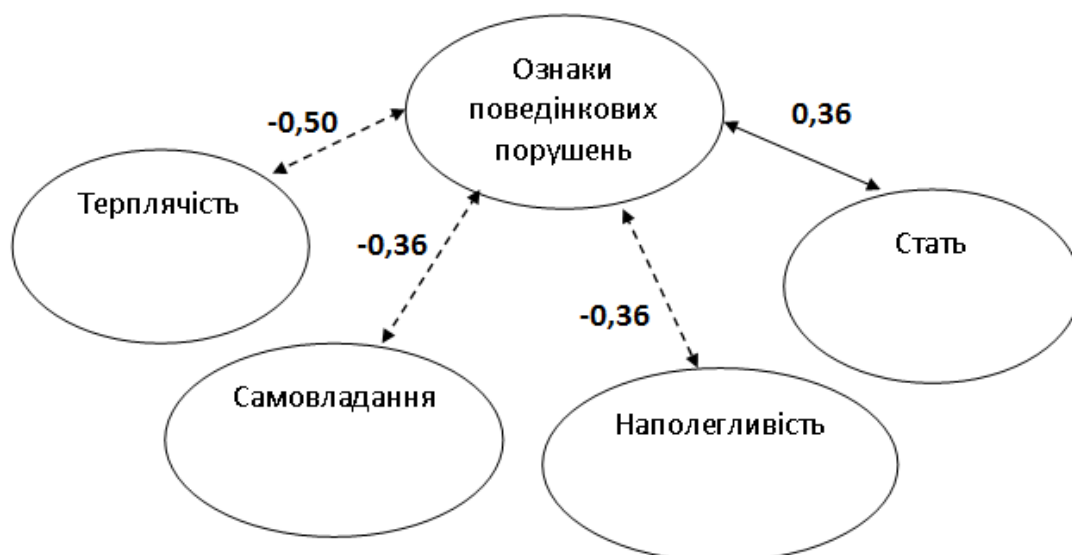 Ознаки
поведінкових
порушень
-0,50
0,36
Терплячість
-0,36
Стать
-0,36
Самовладання
Наполегливість